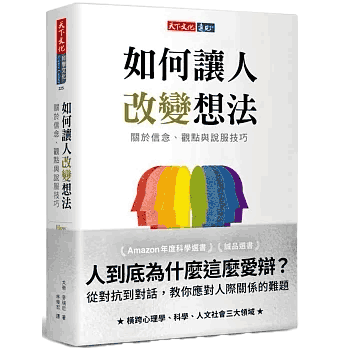 天下文化
如何讓人
改變想法
關於信念、觀點與說服技巧
《Amazon年度科學選書》《誠品選書》
人到底為什麼這麼愛辯？
從對抗到對話，教你應對人際關係的難題
★ 橫跨心理學、科學、人文社會三大領域 ★
天下文化
如何讓人改變想法
關於信念、觀點與說服技巧